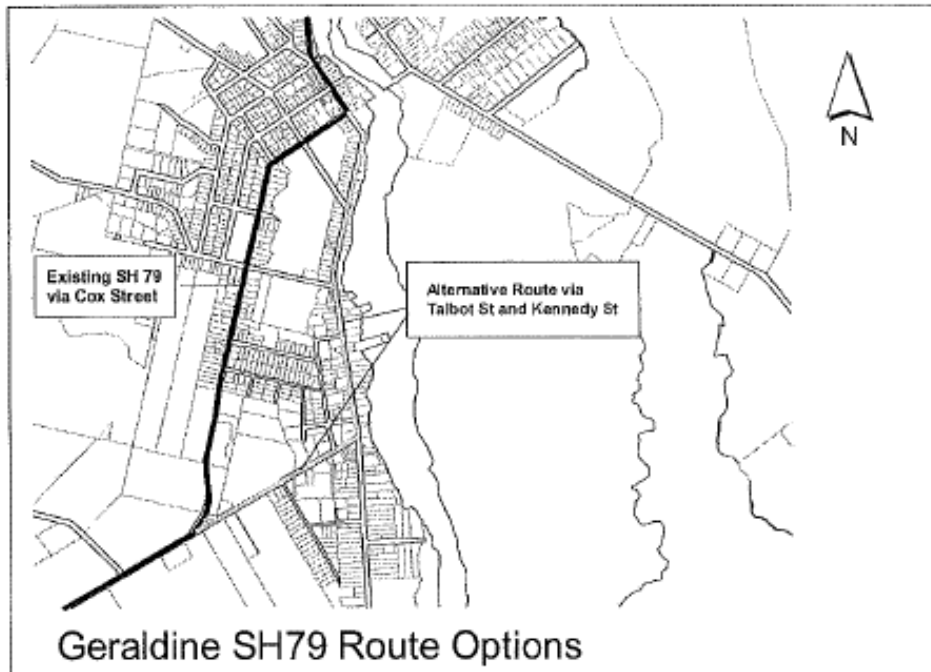 N
Existing SH 79
via Cox Street
Alternative Route via
Talbot St and Kennedy St
Geraldine SH79 Route Options